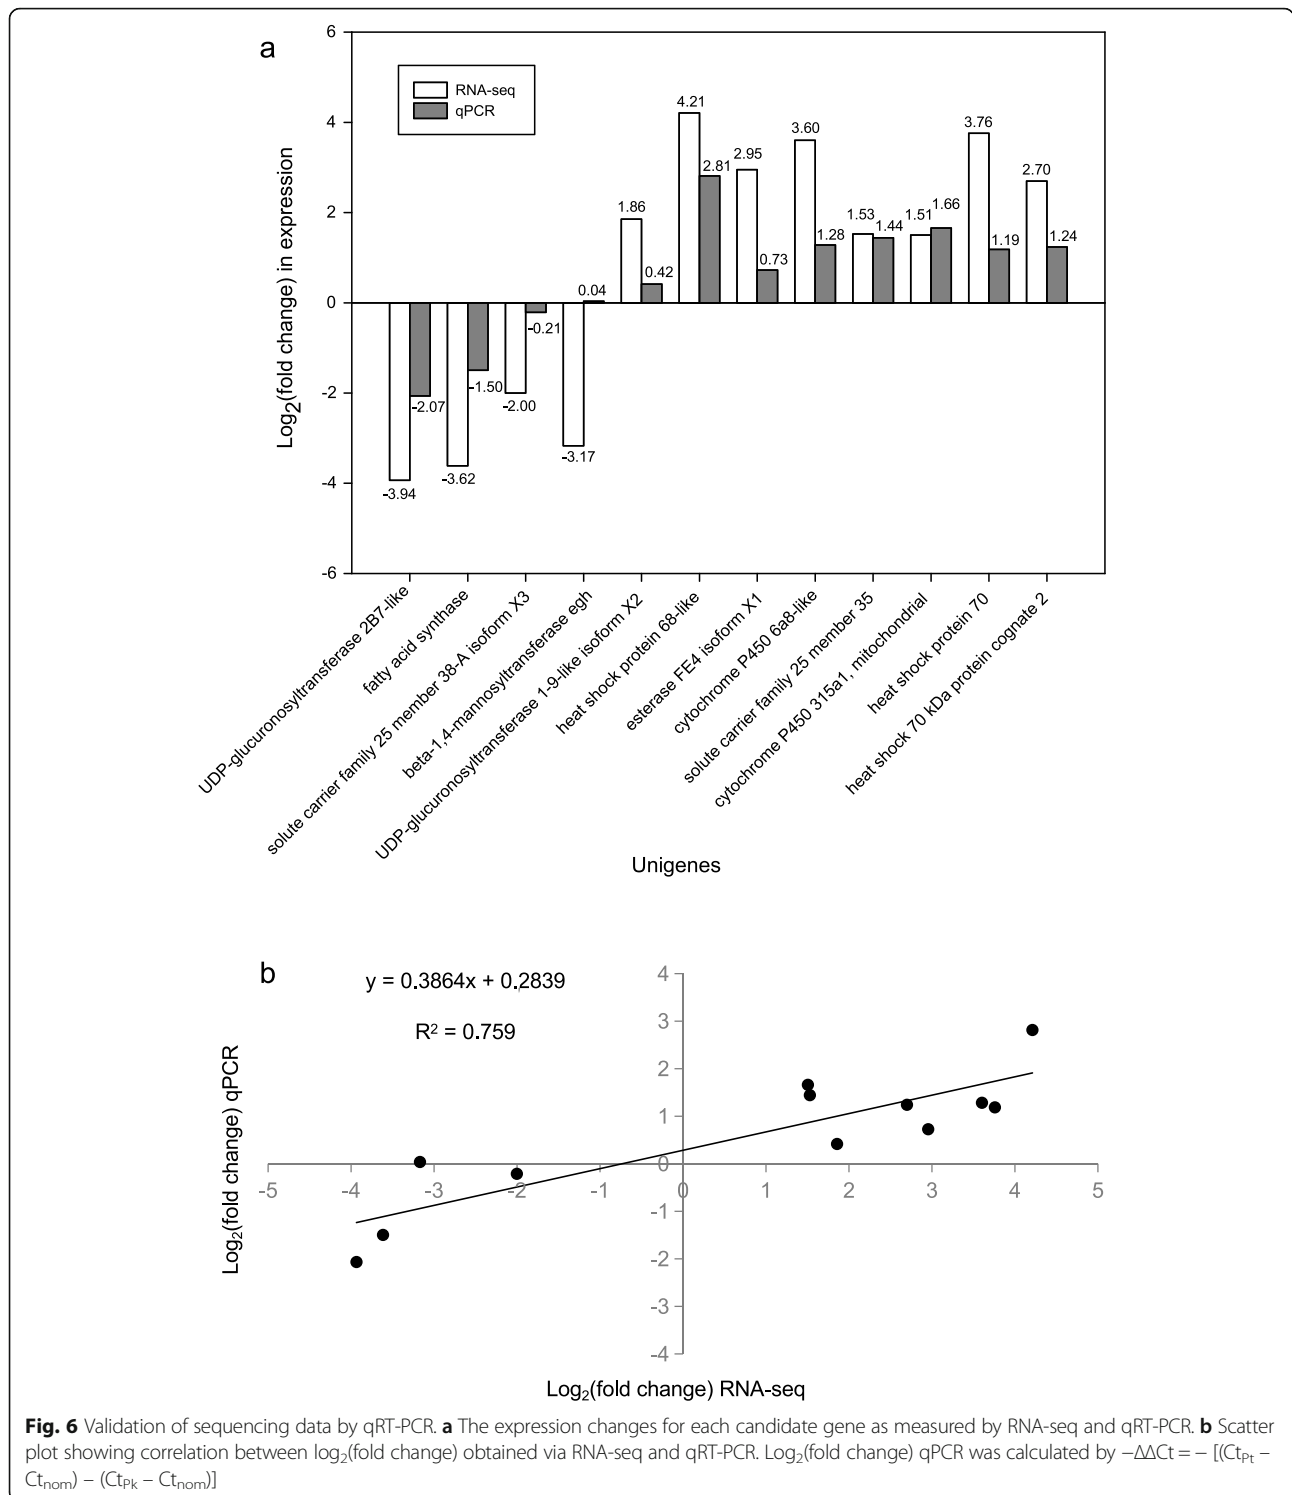 a
6
4
2
0
-2
-4
-6
Log2(fold change) in expression
RNA-seq
qPCR
-3.94
-2.07
-3.62
-1.50
-2.00
-0.21
-3.17
0.04
1.86
0.42
4.21
2.81
2.95
0.73
3.60
1.28
1.53
1.44
1.51
1.66
3.76
1.19
2.70
1.24
UDP-glucuronosyltransferase 2B7-like
fatty acid synthase
solute carrier family 25 member 38-A isoform X3
beta-1,4-mannosyltransferase egh
UDP-glucuronosyltransferase 1-9-like isoform X2
heat shock protein 68-like
esterase FE4 isoform X1
cytochrome P450 6a8-like
solute carrier family 25 member 35
cytochrome P450 315a1, mitochondrial
heat shock protein 70
heat shock 70 kDa protein cognate 2
Unigenes
b
y = 0.3864x + 0.2839
R² = 0.759
4
3
2
1
0
-1
-2
-3
-4
-5 -4 -3 -2 -1 0 1 2 3 4 5
Log2(fold change) qPCR
Log2(fold change) RNA-seq
Fig. 6 Validation of sequencing data by qRT-PCR. a The expression changes for each candidate gene as measured by RNA-seq and qRT-PCR. b Scatter
plot showing correlation between log2(fold change) obtained via RNA-seq and qRT-PCR. Log2(fold change) qPCR was calculated by −ΔΔCt = − [(CtPt −
Ctnom) − (CtPk − Ctnom)]